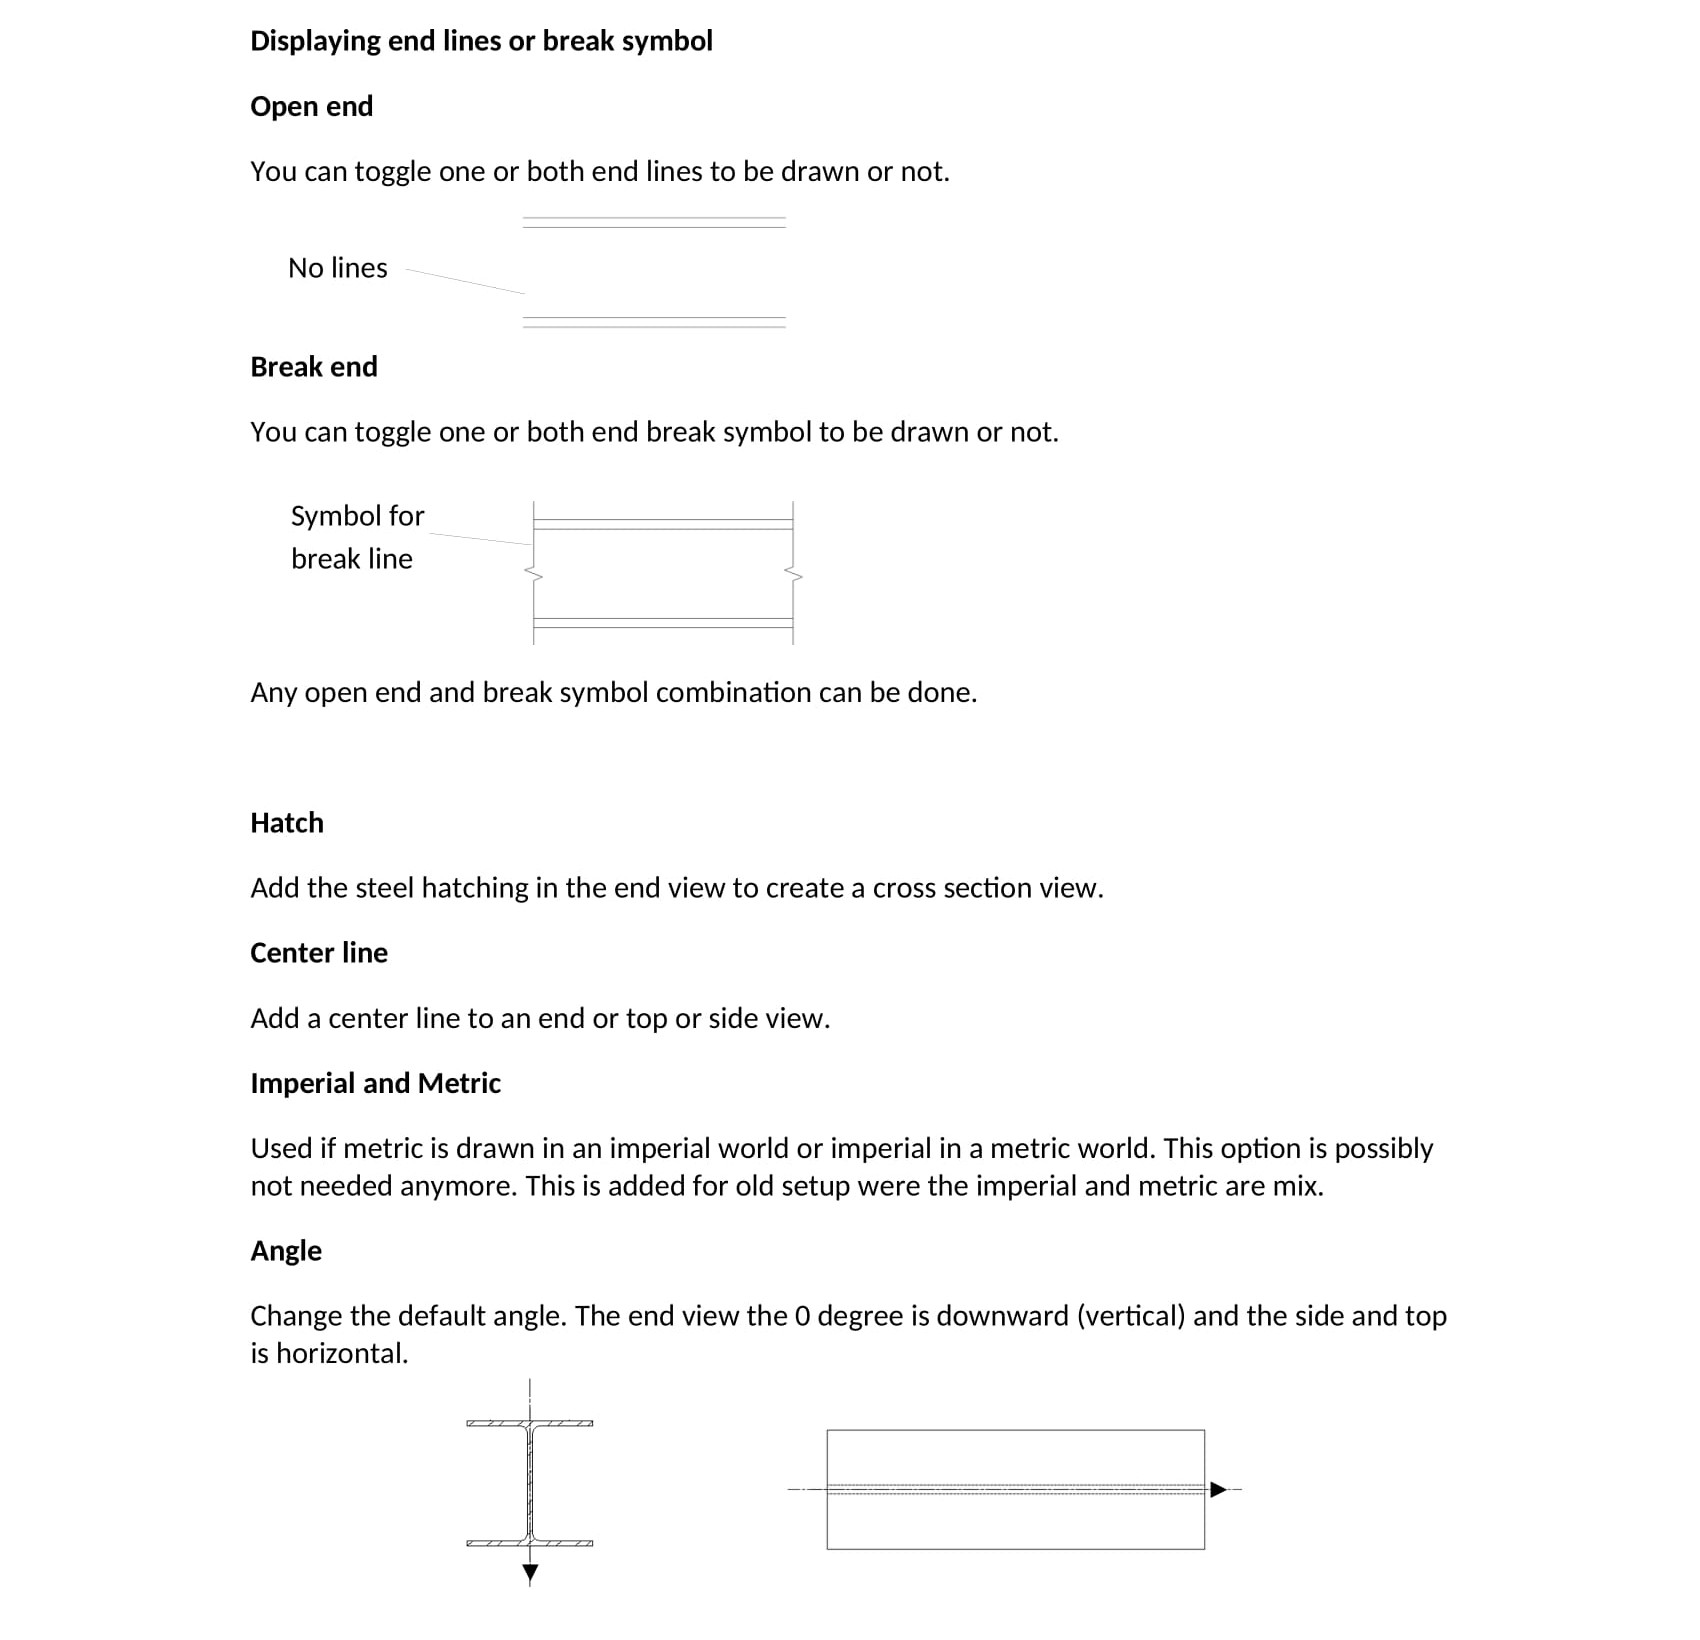 Displaying end lines or break symbol
Open end
You can toggle one or both end lines to be drawn or not.
No lines
Break end
You can toggle one or both end break symbol to be drawn or not.
Symbol for
break line
Any open end and break symbol combination can be done.
Hatch
Add the steel hatching in the end view to create a cross section view.
Center line
Add a center line to an end or top or side view.
Imperial and Metric
Used if metric is drawn in an imperial world or imperial in a metric world. This option is possibly
not needed anymore. This is added for old setup were the imperial and metric are mix.
Angle
Change the default angle. The end view the 0 degree is downward (vertical) and the side and top
is horizontal.